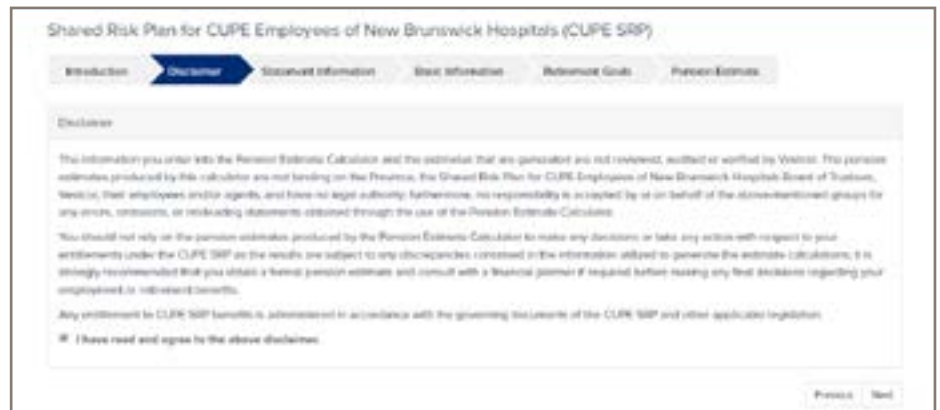 Shared Risk Plan for CUPE Employees of New Brunswick Hospitals (CUPE SRP)
Introduction Disclaimer Statement Information Basic Information Retirement Goals Pension Estimate
Disclaimer
The information you enter into the Pension Estimate Calculator and the estimates that are generated are not reviewed, audited or verified by Vestcor. The pension
estimates produced by this calculator are not binding on the Province, the Shared Risk Plan for CUPE Employees of New Brunswick Hospitals Board of Trustees,
Vestcor, their employees and/or agents, and have no legal authority; furthermore, no responsibility is accepted by or on behalf of the above-mentioned groups for
any errors, omissions, or misleading statements obtained through the use of the Pension Estimate Calculator.
You should not rely on the pension estimates produced by the Pension Estimate Calculator to make any decisions or take any action with respect to your
entitlements under the CUPE SRP as the results are subject to any discrepancies contained in the information utilized to generate the estimate calculations; it is
strongly recommended that you obtain a formal pension estimate and consult with a financial planner if required before making any final decisions regarding your
employment or retirement benefits.
Any entitlement to CUPE SRP benefits is administered in accordance with the governing documents of the CUPE SRP and other applicable legislation.
I have read and agree to the above disclaimer.
Previous Next